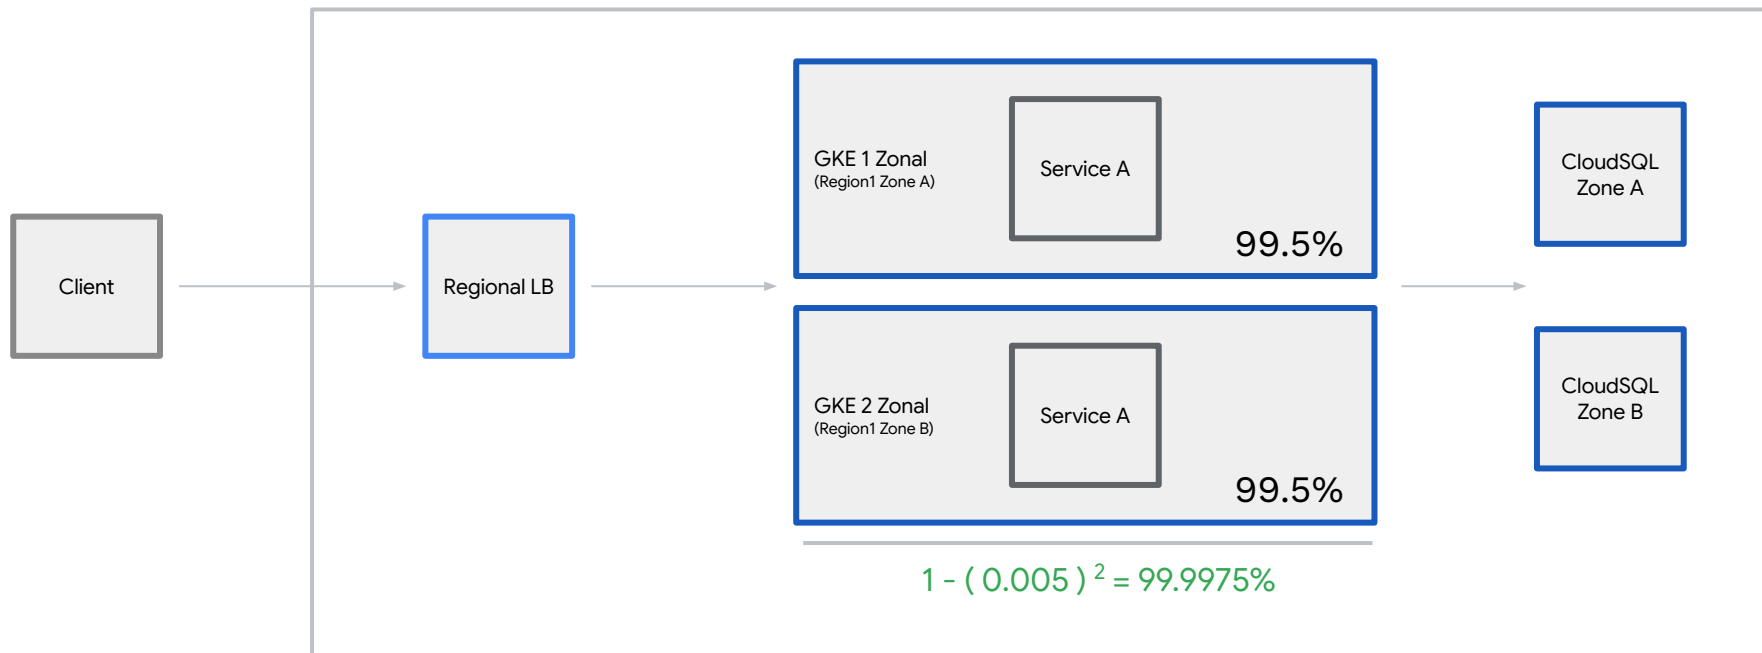 Client
Regional LB
GKE 1 Zonal
(Region1 Zone A)
Service A
99.5%
GKE 2 Zonal
(Region1 Zone B)
Service A
99.5%
1 - ( 0.005 ) ² = 99.9975%
CloudSQL
Zone A
CloudSQL
Zone B